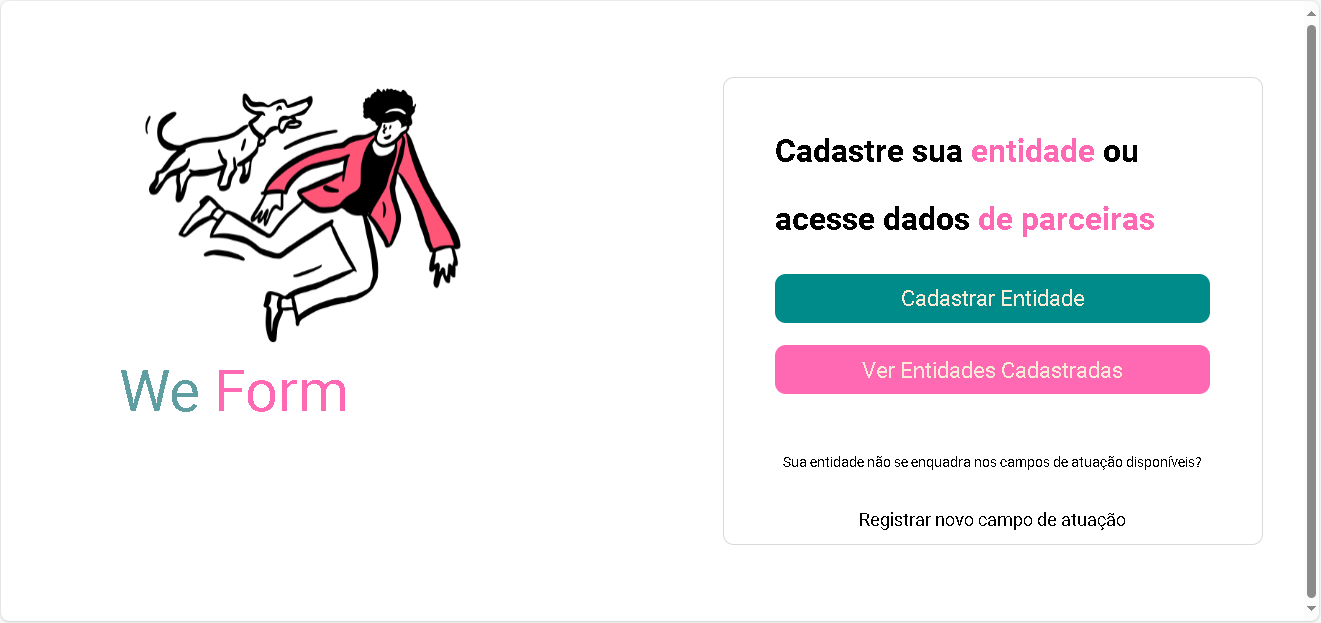 We Form
Cadastre sua entidade ou
acesse dados de parceiras
Cadastrar Entidade
Ver Entidades Cadastradas
Sua entidade não se enquadra nos campos de atuação disponíveis?
Registrar novo campo de atuação